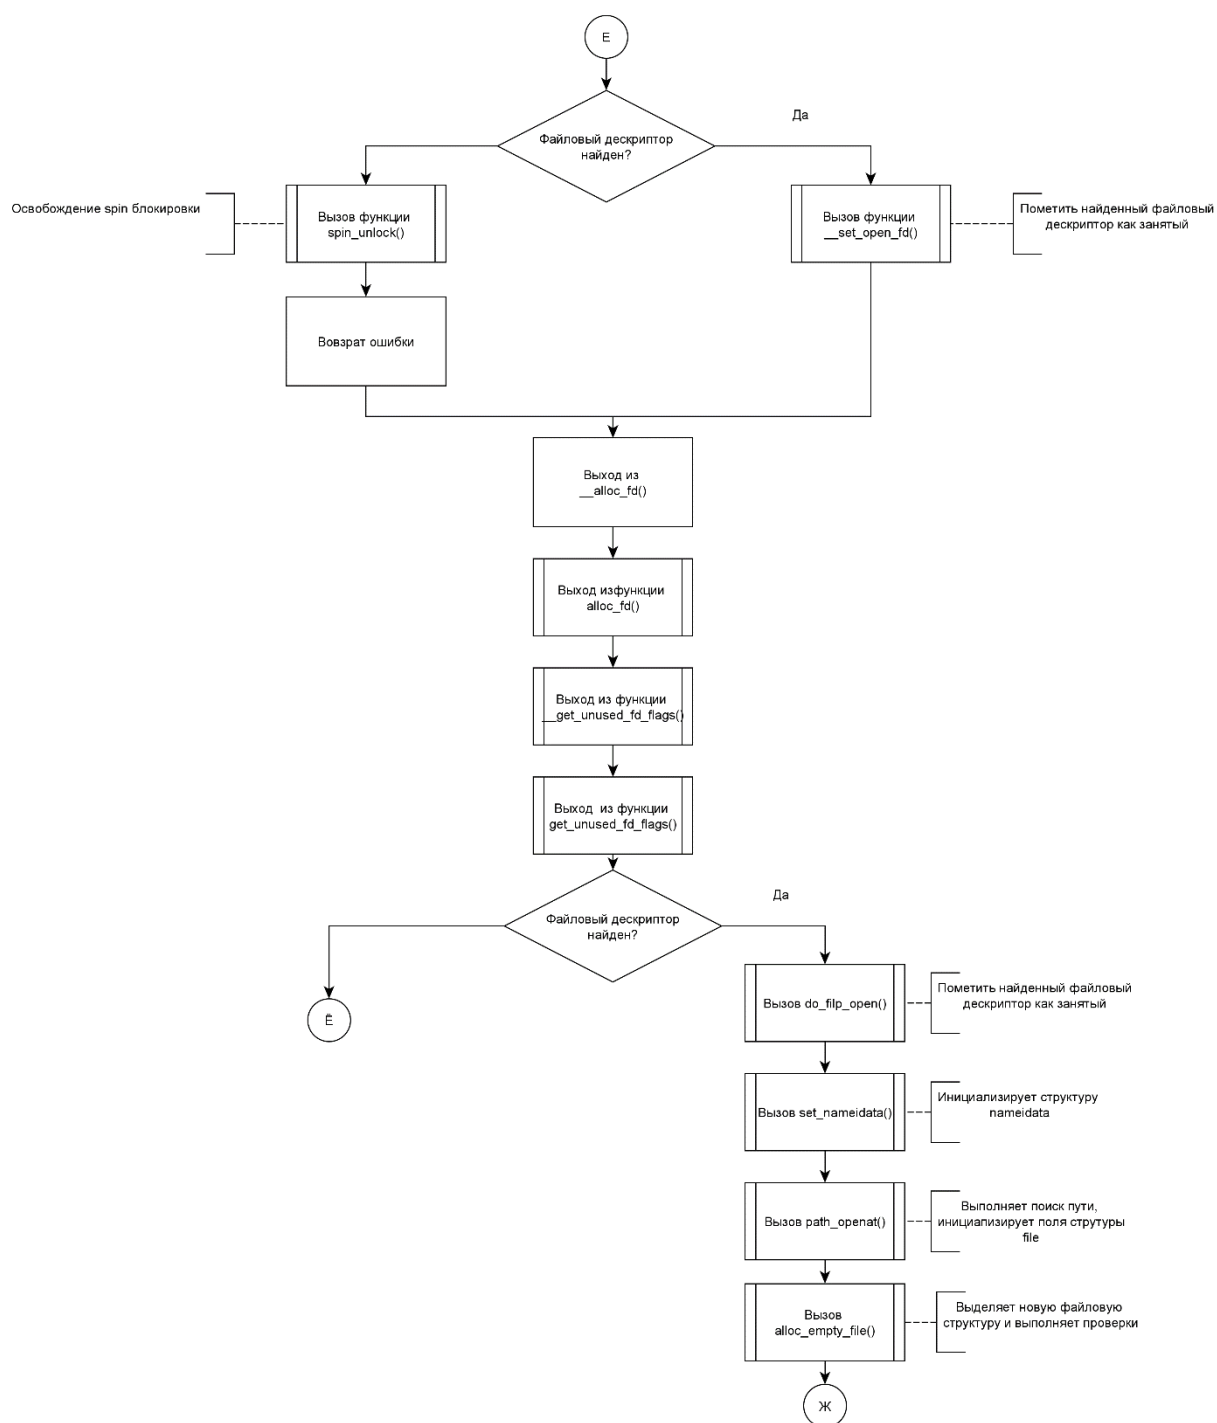 Е
Да
Файловый дескриптор
найден?
Освобождение spin блокировки
Вызов функции
spin_unlock()
Вызов функции
__set_open_fd()
Пометить найденный файловый
дескриптор как занятый
Вовзрат ошибки
Выход из
__alloc_fd()
Выход изфункции
alloc_fd()
Выход из функции
__get_unused_fd_flags()
Выход  из функции
get_unused_fd_flags()
Да
Файловый дескриптор
найден?
Ё
Вызов do_filp_open()
Пометить найденный файловый
дескриптор как занятый
Вызов set_nameidata()
Инициализирует структуру
nameidata
Вызов path_openat()
Выполняет поиск пути,
инициапизирует поля струтуры
file
Вызов
alloc_empty_file()
Выделяет новую файловую
структуру и выполняет проверки
Ж